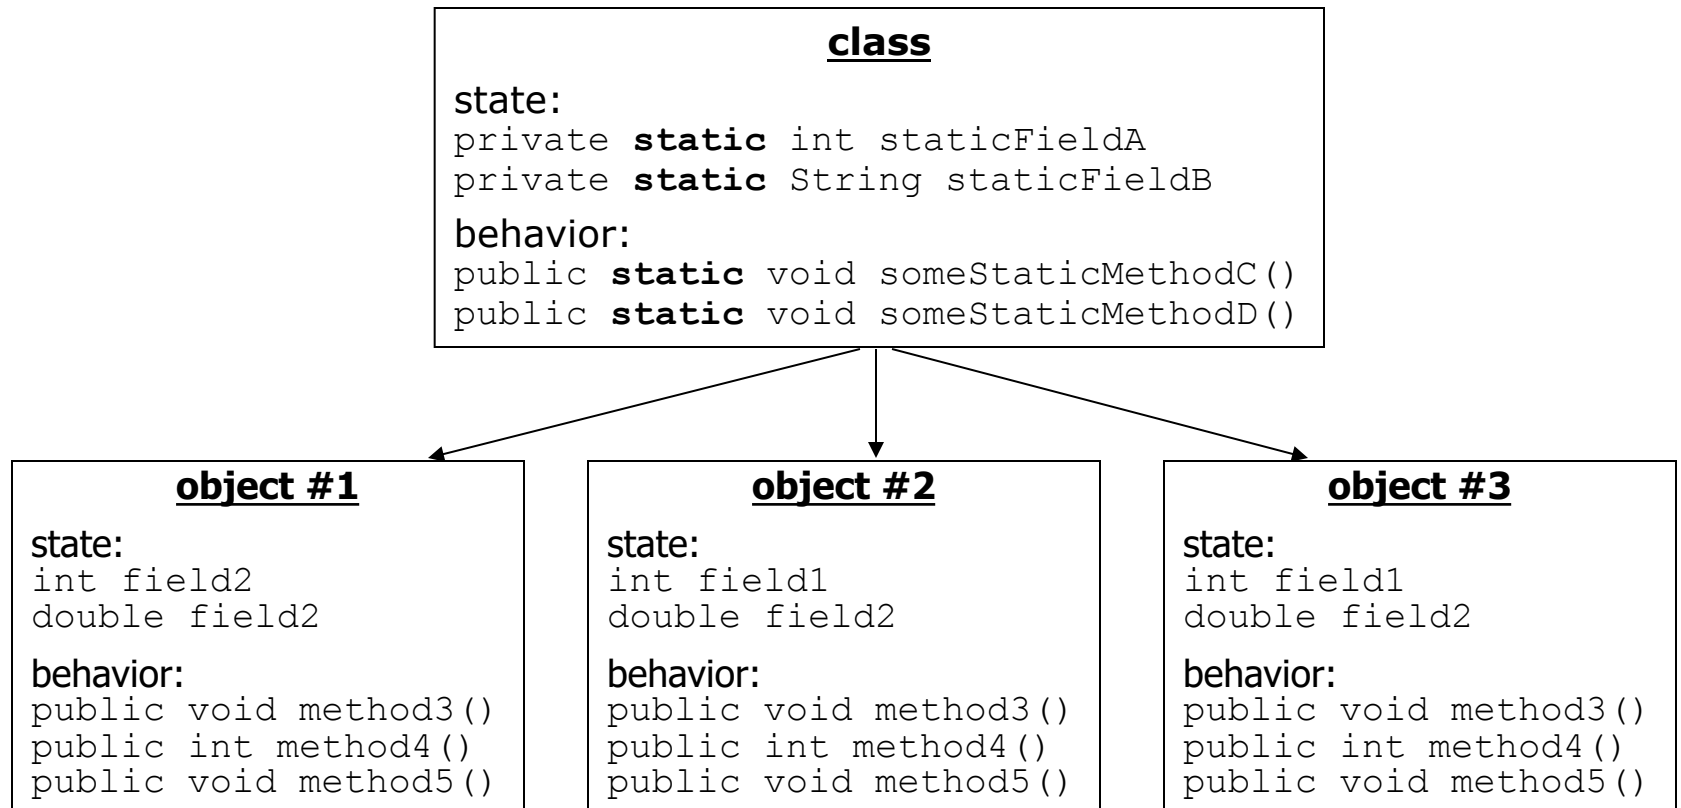 class
state:
private static int staticFieldA
private static String staticFieldB
behavior:
public static void someStaticMethodC()
public static void someStaticMethodD()
object #1
state:
int field2
double field2
behavior:
public void method3()
public int method4()
public void method5()
object #2
state:
int field1
double field2
behavior:
public void method3()
public int method4()
public void method5()
object #3
state:
int field1
double field2
behavior:
public void method3()
public int method4()
public void method5()